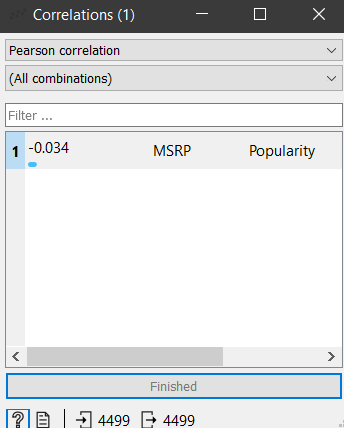 Correlations (1)
Pearson correlation
(All combinations)
Filter ...
1 -0.034 MSRP Popularity
Finished
? 4499 4499